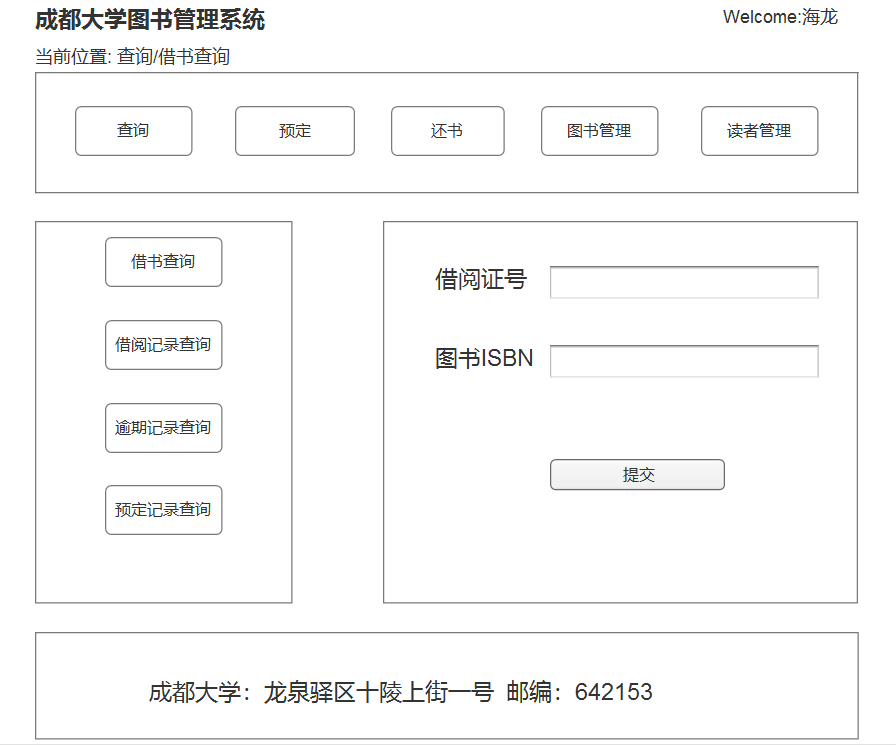 成都大学图书管理系统
Welcome:海龙
当前位置: 查询/借书查询
查询 预定 还书 图书管理 读者管理
借书查询
借阅记录查询
逾期记录查询
预定记录查询
借阅证号
图书ISBN
提交
成都大学：龙泉驿区十陵上街一号 邮编：642153